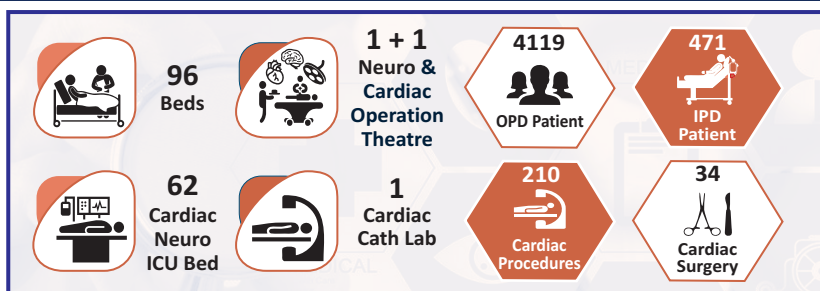 96
Beds
1 + 1
Neuro &
Cardiac
Operation
Theatre
4119
OPD Patient
471
IPD
Patient
62
Cardiac
Neuro
ICU Bed
1
Cardiac
Cath Lab
210
Cardiac
Procedures
34
Cardiac
Surgery